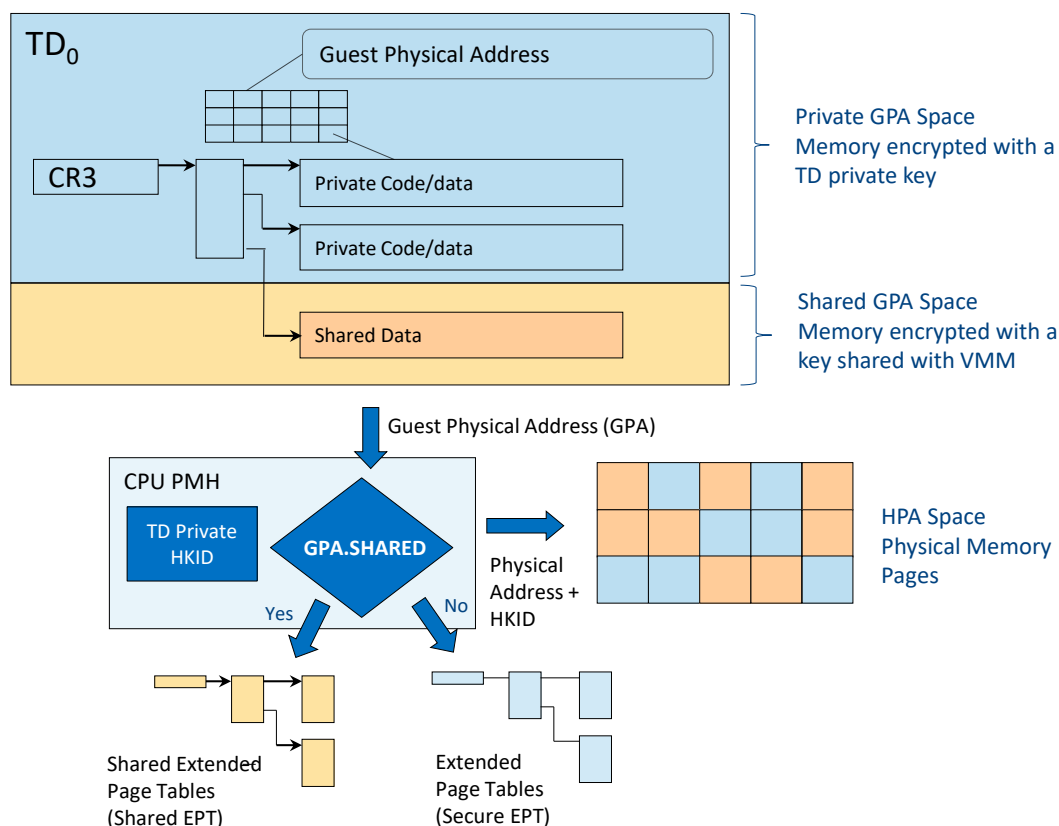 TD0
Guest Physical Address
CR3
Private Code/data
Private Code/data
Shared Data
Private GPA Space
Memory encrypted with a
TD private key
Shared GPA Space
Memory encrypted with a
key shared with VMM
Guest Physical Address (GPA)
CPU PMH
TD Private
HKID
GPA.SHARED
Yes
No
Physical
Address +
HKID
HPA Space
Physical Memory
Pages
Shared Extended
Page Tables
(Shared EPT)
Extended
Page Tables
(Secure EPT)